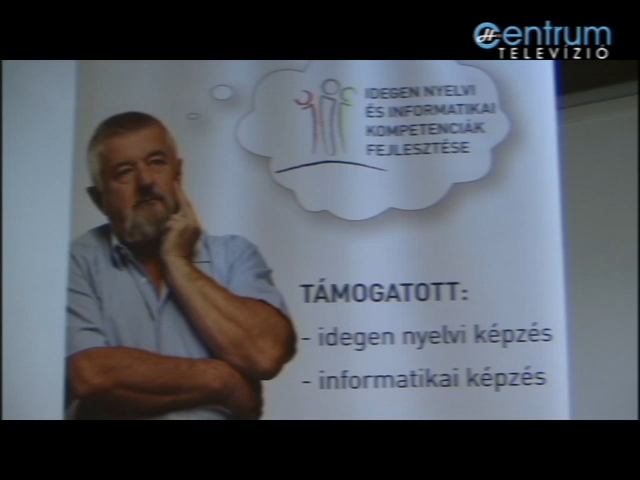 Centrum
TELEVÍZIÓ
IDEGEN NYELVI
ÉS INFORMATIKAI
KOMPETENCIÁK
FEJLESZTÉSE
TÁMOGATOTT:
- idegen nyelvi képzés
- informatikai képzés